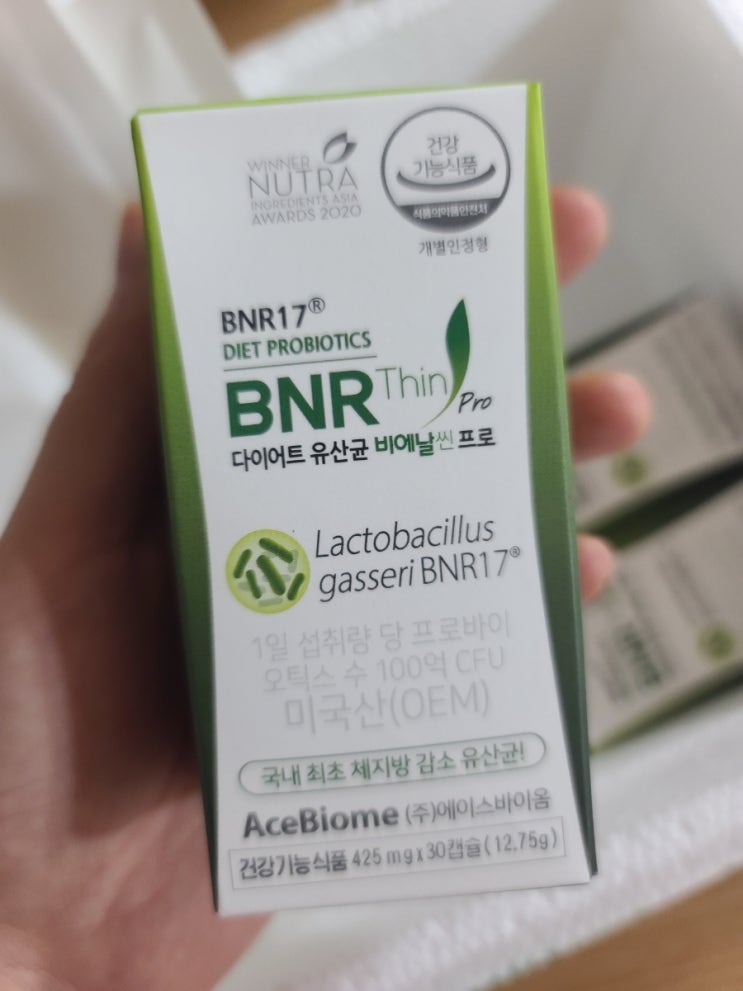 WINNER
NUTRA
INGREDIENTS ASIA
AWARDS 2020
건강
기능식품
식품의약품안전처
개별인정형
BNR17®
DIET PROBIOTICS
BNR Thin Pro
다이어트 유산균 비에날씬 프로
Lactobacillus
gasseri BNR17®
1일 섭취량 당 프로바이
오틱스 수 100억 CFU
미국산(OEM)
국내 최초 체지방 감소 유산균!
AceBiome (주)에이스바이옴
건강기능식품 425 mg x 30캡슐(12.75g)